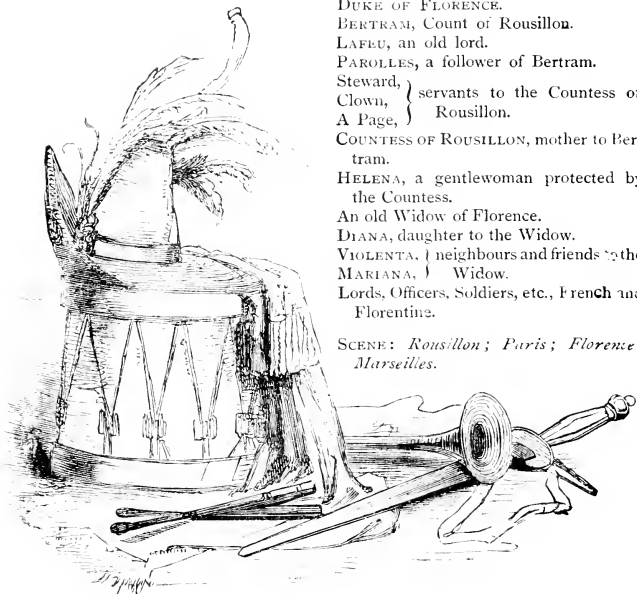 DUKE OF FLORENCE.
BERTRAM, Count of Rousillon.
LAFEU, an old lord.
PAROLLES, a follower of Bertram.
Steward,
Clown, } servants to the Countess of
A Page, } Rousillon.
COUNTESS OF ROUSILLON, mother to Ber-
tram.
HELENA, a gentlewoman protected by
the Countess.
An old Widow of Florence.
DIANA, daughter to the Widow.
VIOLENTA, } neighbours and friends to the
MARIANA, } Widow.
Lords, Officers, Soldiers, etc., French and
Florentine.
SCENE: Rousillon; Paris; Florence
Marseilles.